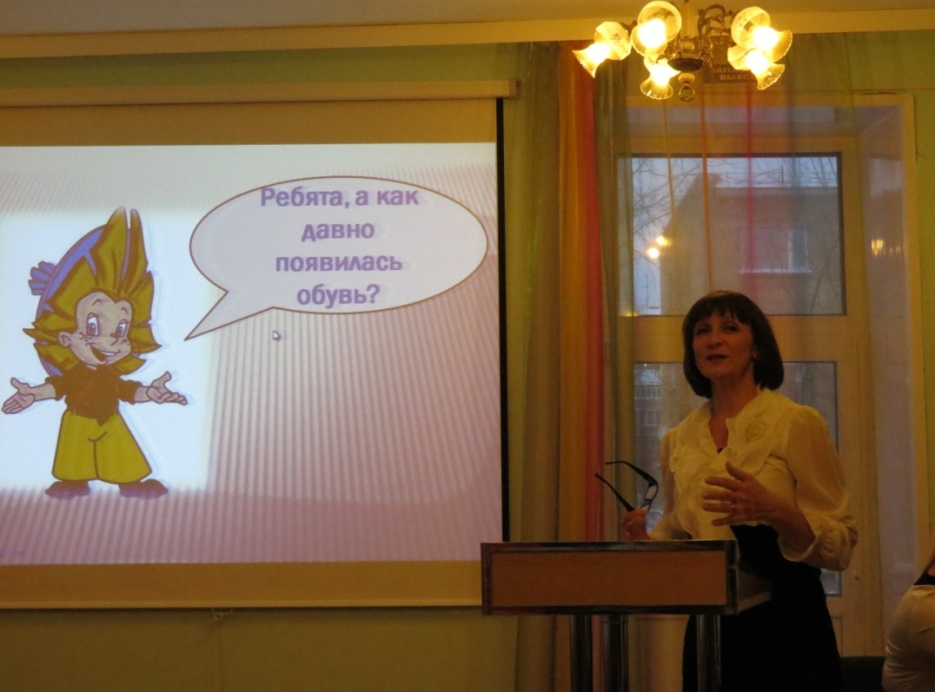 Ребята, а как
давно
появилась
обувь?